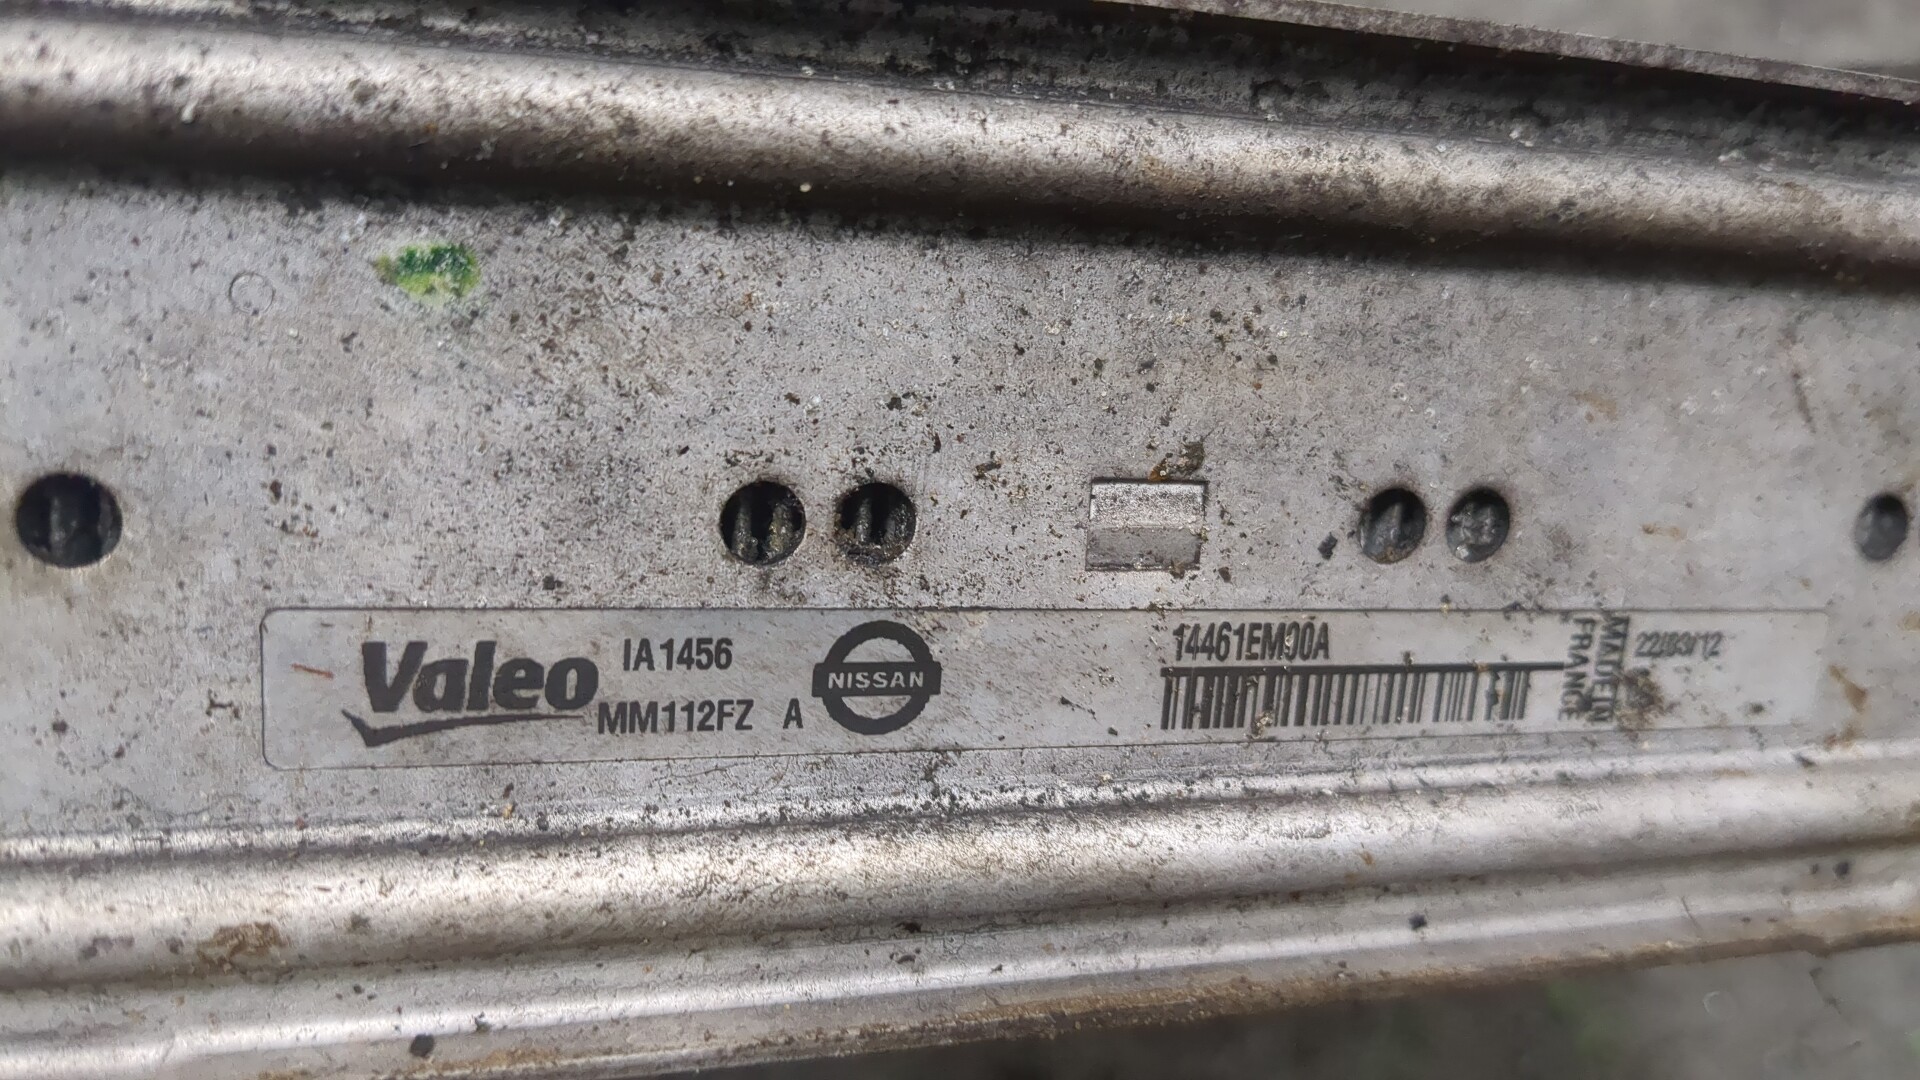 Valeo
IA1456
MM112FZ A
NISSAN
14461EM00A
MADE IN
FRANCE
22/03/12